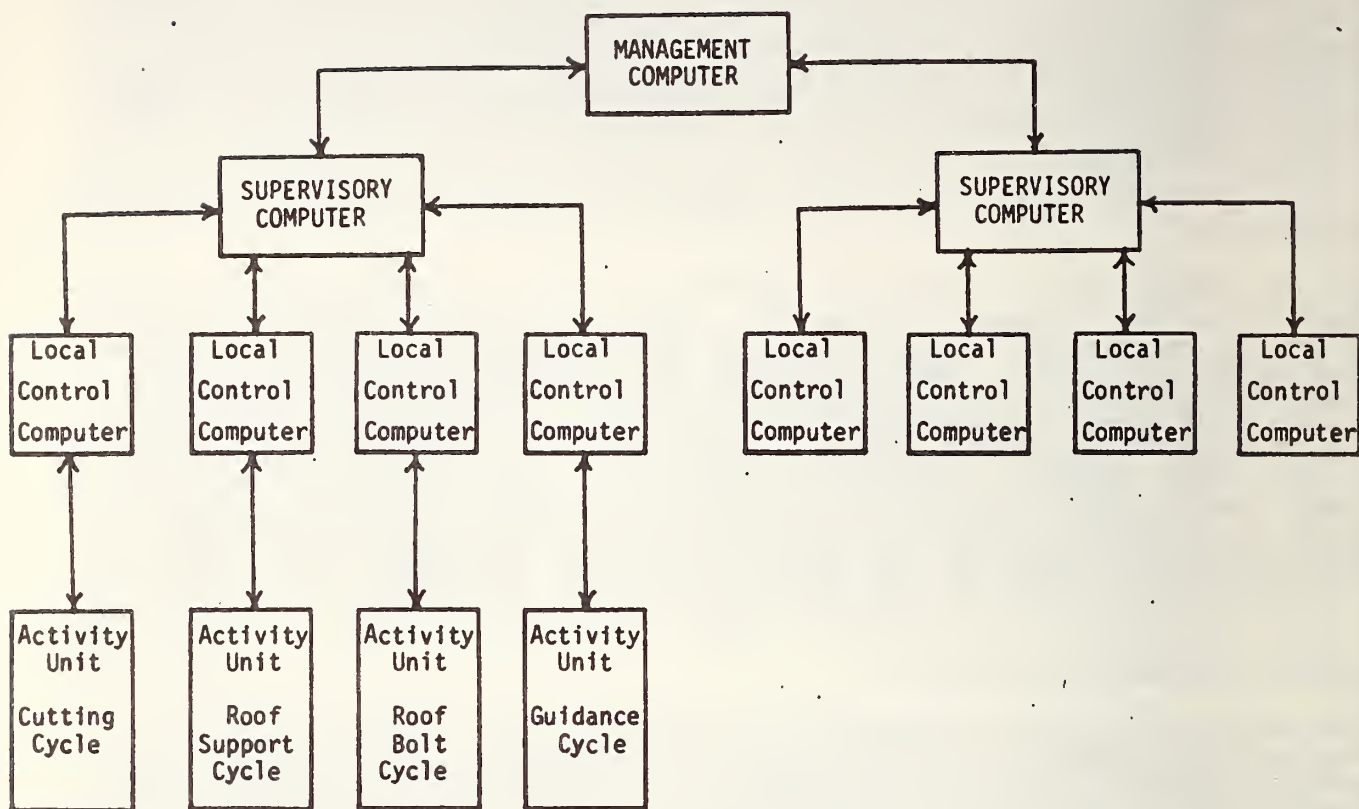 MANAGEMENT
COMPUTER
SUPERVISORY
COMPUTER
SUPERVISORY
COMPUTER
Local
Control
Computer
Local
Control
Computer
Local
Control
Computer
Local
Control
Computer
Local
Control
Computer
Local
Control
Computer
Local
Control
Computer
Local
Control
Computer
Activity
Unit
Cutting
Cycle
Activity
Unit
Roof
Support
Cycle
Activity
Unit
Roof
Bolt
Cycle
Activity
Unit
Guidance
Cycle